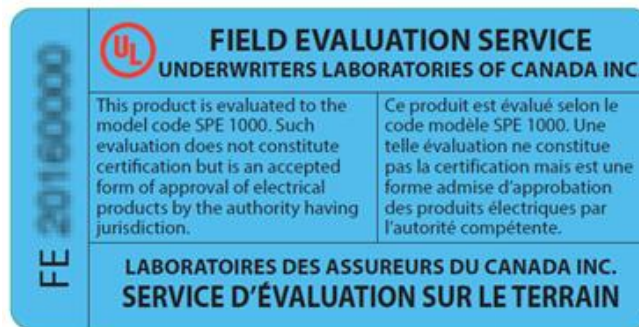 UL
FIELD EVALUATION SERVICE
UNDERWRITERS LABORATORIES OF CANADA INC
This product is evaluated to the
model code SPE 1000. Such
evaluation does not constitute
certification but is an accepted
form of approval of electrical
products by the authority having
jurisdiction.
Ce produit est évalué selon le
code modèle SPE 1000. Une
telle évaluation ne constitue
pas la certification mais est une
forme admise d’approbation
des produits électriques par
l’autorité compétente.
LABORATOIRES DES ASSUREURS DU CANADA INC.
SERVICE D’ÉVALUATION SUR LE TERRAIN
FE